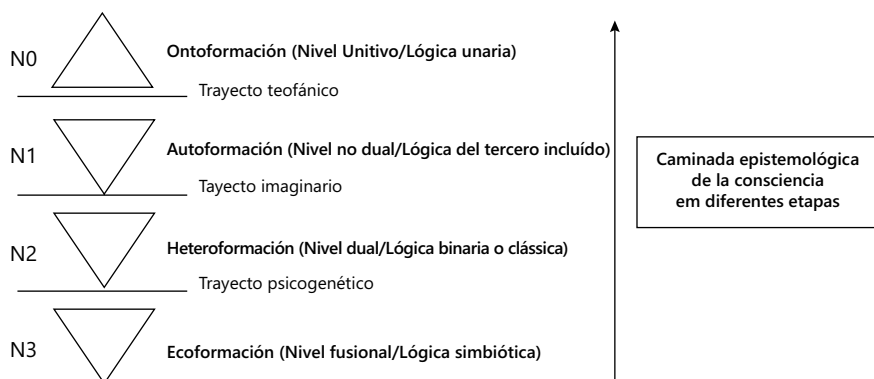 N0
Ontoformación (Nivel Unitivo/Lógica unaria)
Trayecto teofánico
N1
Autoformación (Nivel no dual/Lógica del tercero incluído)
Tayecto imaginario
N2
Heteroformación (Nivel dual/Lógica binaria o clássica)
Trayecto psicogenético
N3
Ecoformación (Nivel fusional/Lógica simbiótica)
Caminada epistemológica
de la consciencia
em diferentes etapas